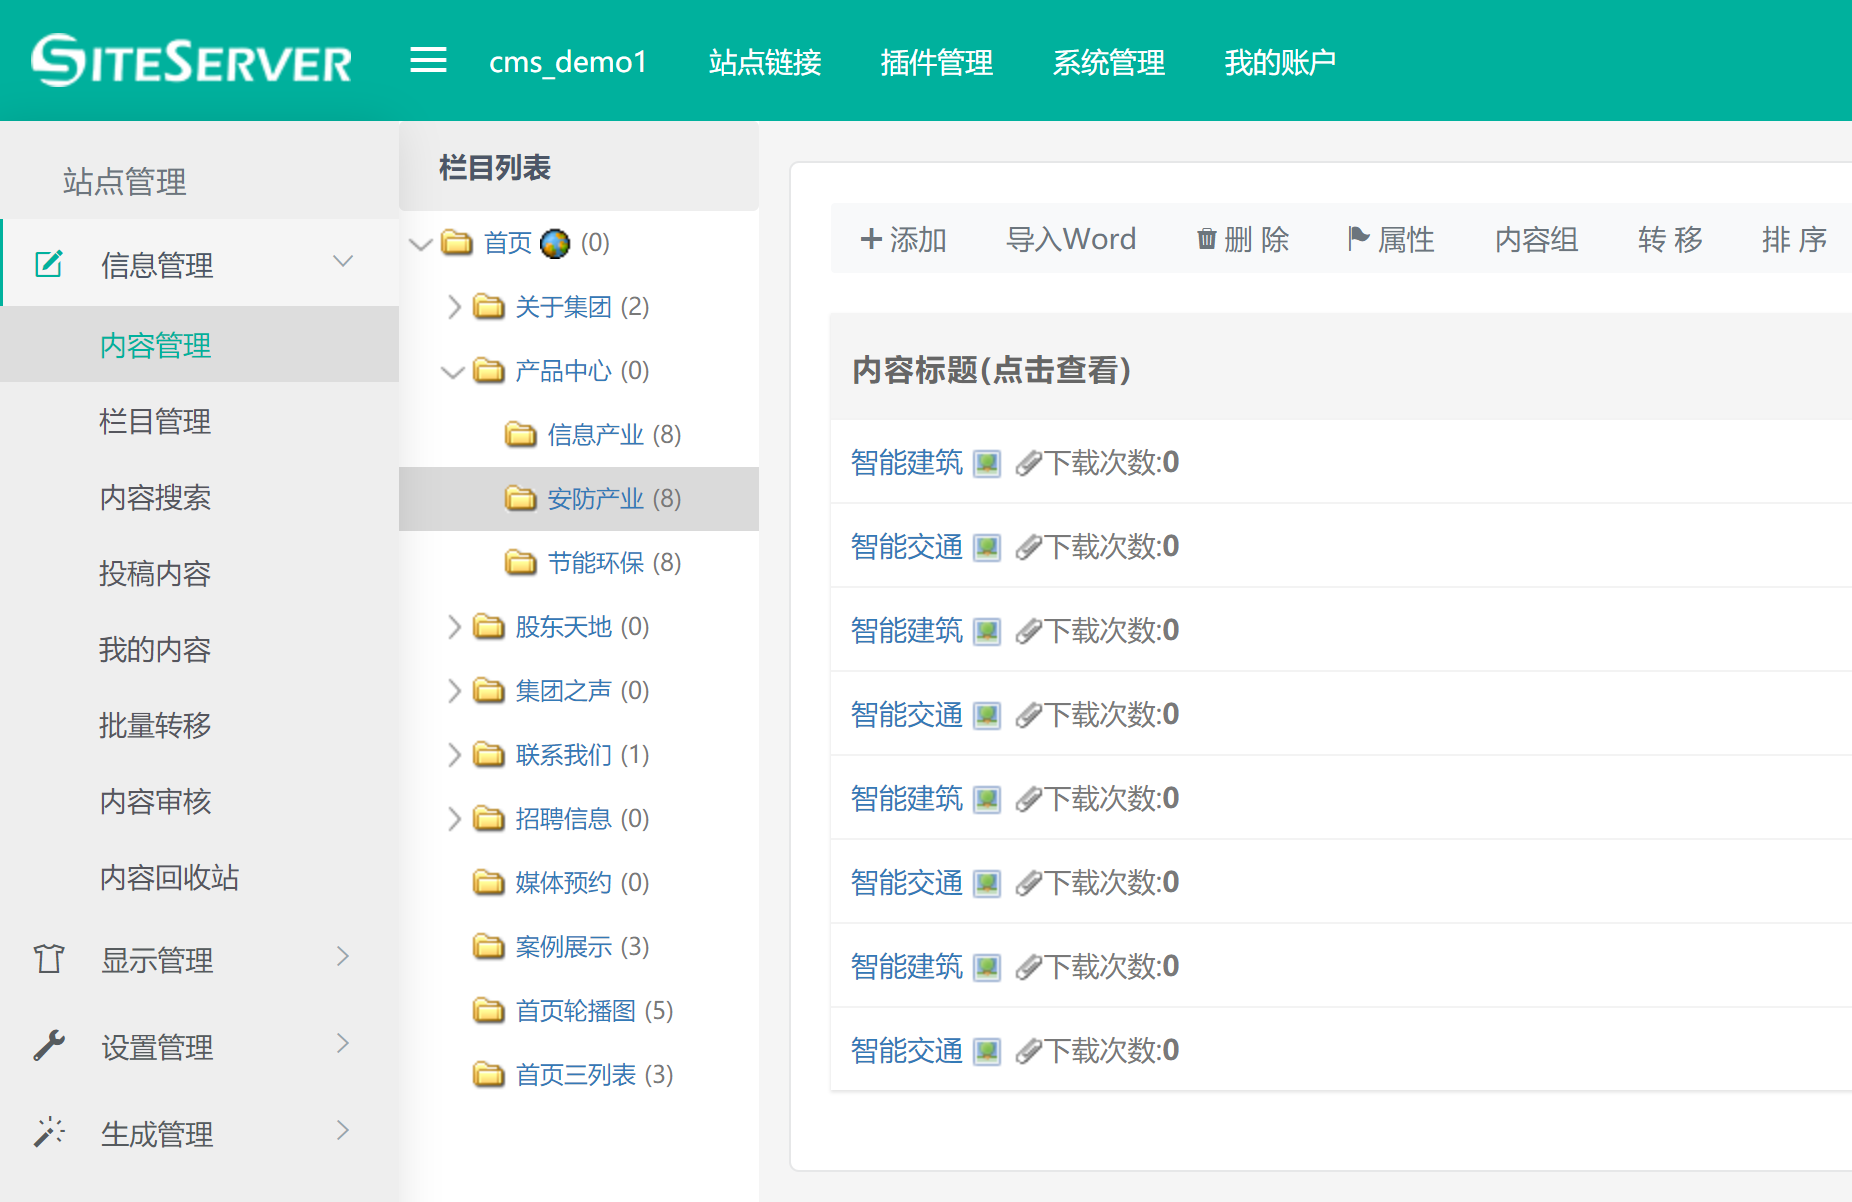 SITESERVER
cms_demo1 站点链接 插件管理 系统管理 我的账户
站点管理
信息管理
内容管理
栏目管理
内容搜索
投稿内容
我的内容
批量转移
内容审核
内容回收站
显示管理
设置管理
生成管理
栏目列表
首页 (0)
关于集团 (2)
产品中心 (0)
信息产业 (8)
安防产业 (8)
节能环保 (8)
股东天地 (0)
集团之声 (0)
联系我们 (1)
招聘信息 (0)
媒体预约 (0)
案例展示 (3)
首页轮播图 (5)
首页三列表 (3)
添加 导入Word 删 除 属性 内容组 转 移 排 序
内容标题(点击查看)
智能建筑 下载次数:0
智能交通 下载次数:0
智能建筑 下载次数:0
智能交通 下载次数:0
智能建筑 下载次数:0
智能交通 下载次数:0
智能建筑 下载次数:0
智能交通 下载次数:0